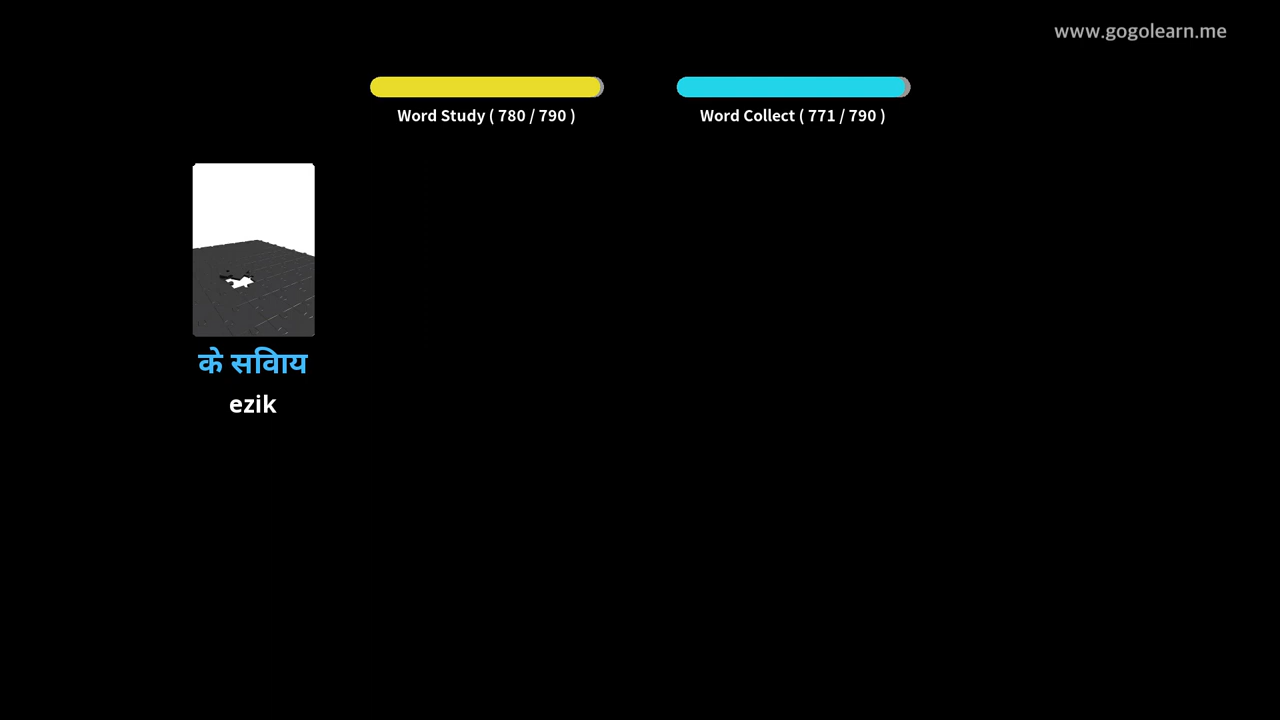 www.gogolearn.me
Word Study ( 780 / 790 )
Word Collect ( 771 / 790 )
के सिवाय
ezik